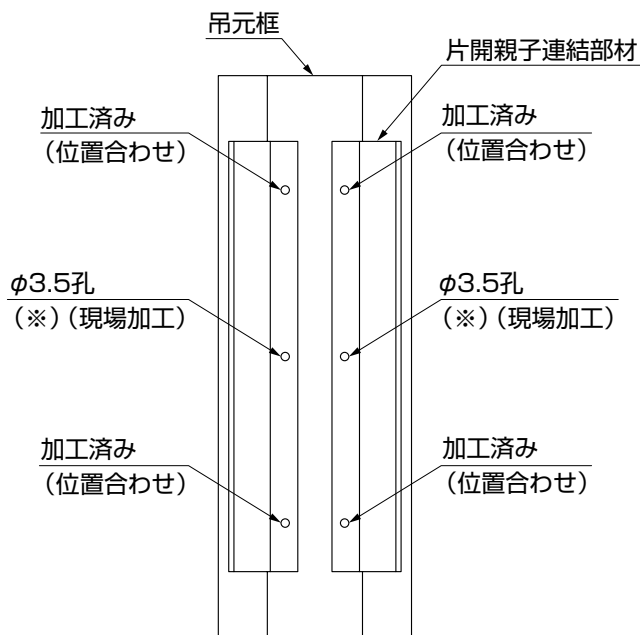 吊元框
片開親子連結部材
加工済み
（位置合わせ）
加工済み
（位置合わせ）
φ3.5孔
（※）（現場加工）
φ3.5孔
（※）（現場加工）
加工済み
（位置合わせ）
加工済み
（位置合わせ）